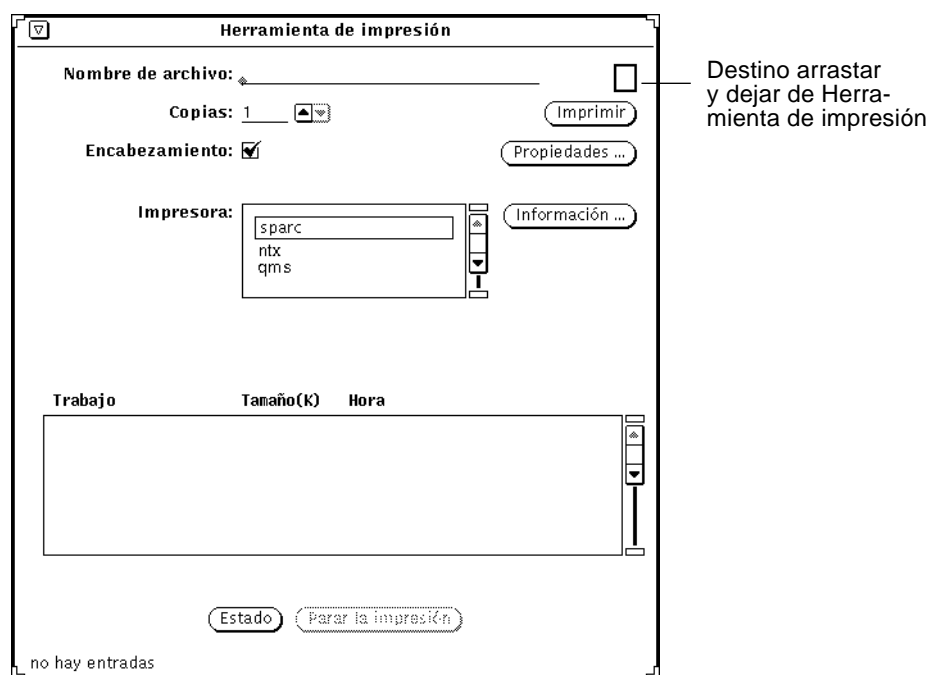 Herramienta de impresión
Nombre de archivo:
Destino arrastar
y dejar de Herra-
mienta de impresión
Copias: 1
Imprimir
Encabezamiento:
Propiedades ...
Impresora:
sparc
ntx
qms
Información ...
Trabajo Tamaño(K) Hora
Estado Parar la impresión
no hay entradas